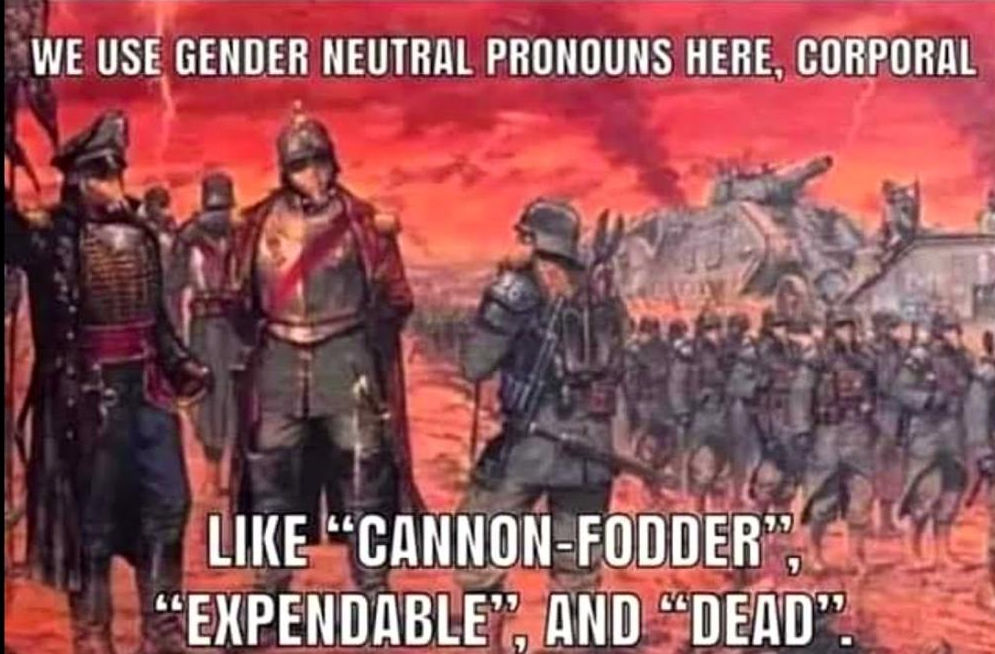 WE USE GENDER NEUTRAL PRONOUNS HERE, CORPORAL
LIKE “CANNON-FODDER”,
“EXPENDABLE”, AND “DEAD”.